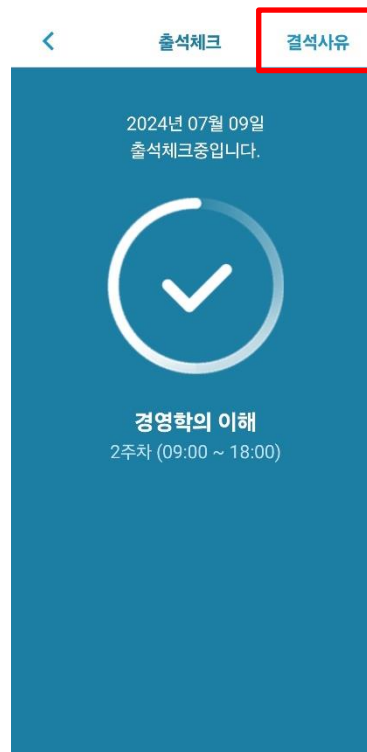 출석체크
결석사유
2024년 07월 09일
출석체크중입니다.
경영학의 이해
2주차 (09:00 ~ 18:00)